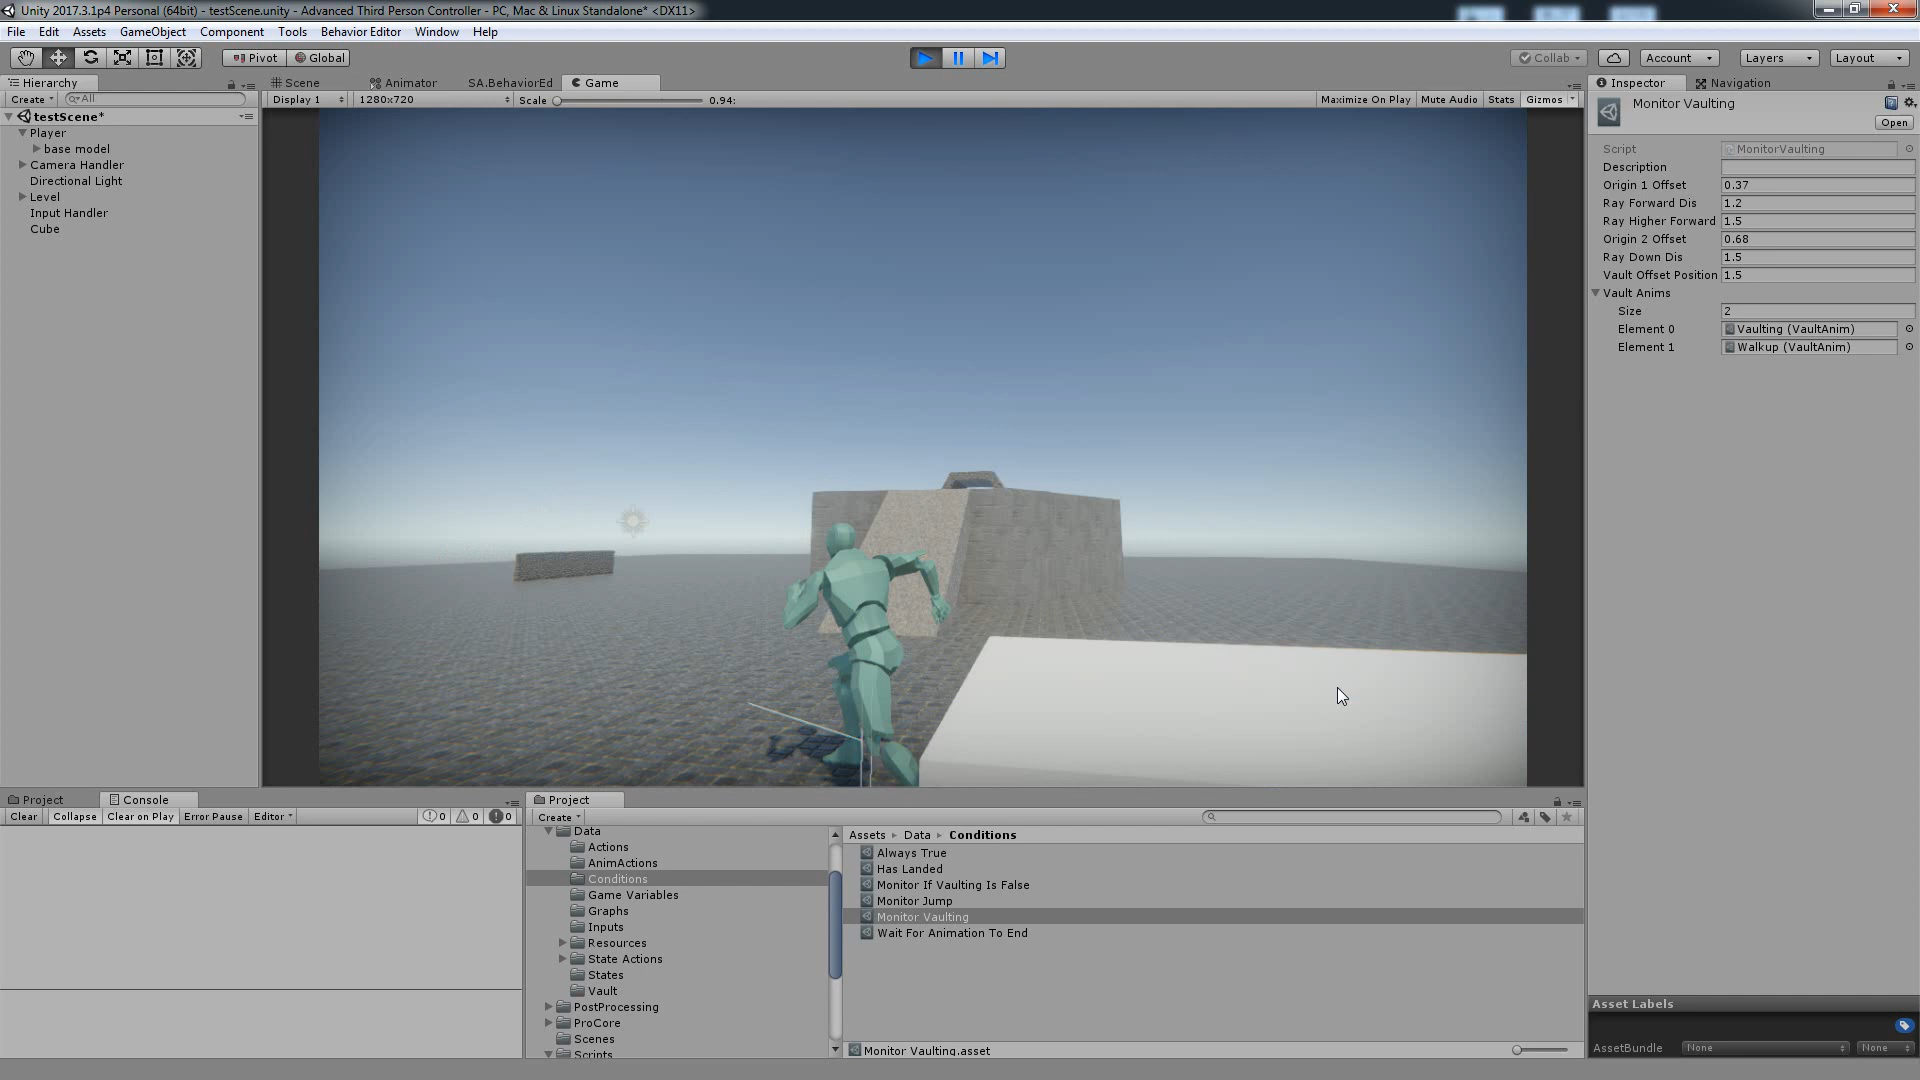 Unity 2017.3.1p4 Personal (64bit) - testScene.unity - Advanced Third Person Controller - PC, Mac & Linux Standalone* <DX11>
File Edit Assets GameObject Component Tools Behavior Editor Window Help
Pivot Global Collab Account Layers Layout
Hierarchy
Create All
testScene*
Player
base model
Camera Handler
Directional Light
Level
Input Handler
Cube
Scene Animator SA.BehaviorEd Game
Display 1 1280x720 Scale 0.94: Maximize On Play Mute Audio Stats Gizmos
Inspector Navigation
Monitor Vaulting
Open
Script MonitorVaulting
Description
Origin 1 Offset 0.37
Ray Forward Dis 1.2
Ray Higher Forward 1.5
Origin 2 Offset 0.68
Ray Down Dis 1.5
Vault Offset Position 1.5
Vault Anims
Size 2
Element 0 Vaulting (VaultAnim)
Element 1 Walkup (VaultAnim)
Project Console
Clear Collapse Clear on Play Error Pause Editor 0 0 0
Project
Create
Data
Actions
AnimActions
Conditions
Game Variables
Graphs
Inputs
Resources
State Actions
States
Vault
PostProcessing
ProCore
Scenes
Scripts
Assets Data Conditions
Always True
Has Landed
Monitor If Vaulting Is False
Monitor Jump
Monitor Vaulting
Wait For Animation To End
Monitor Vaulting.asset
Asset Labels
AssetBundle None None